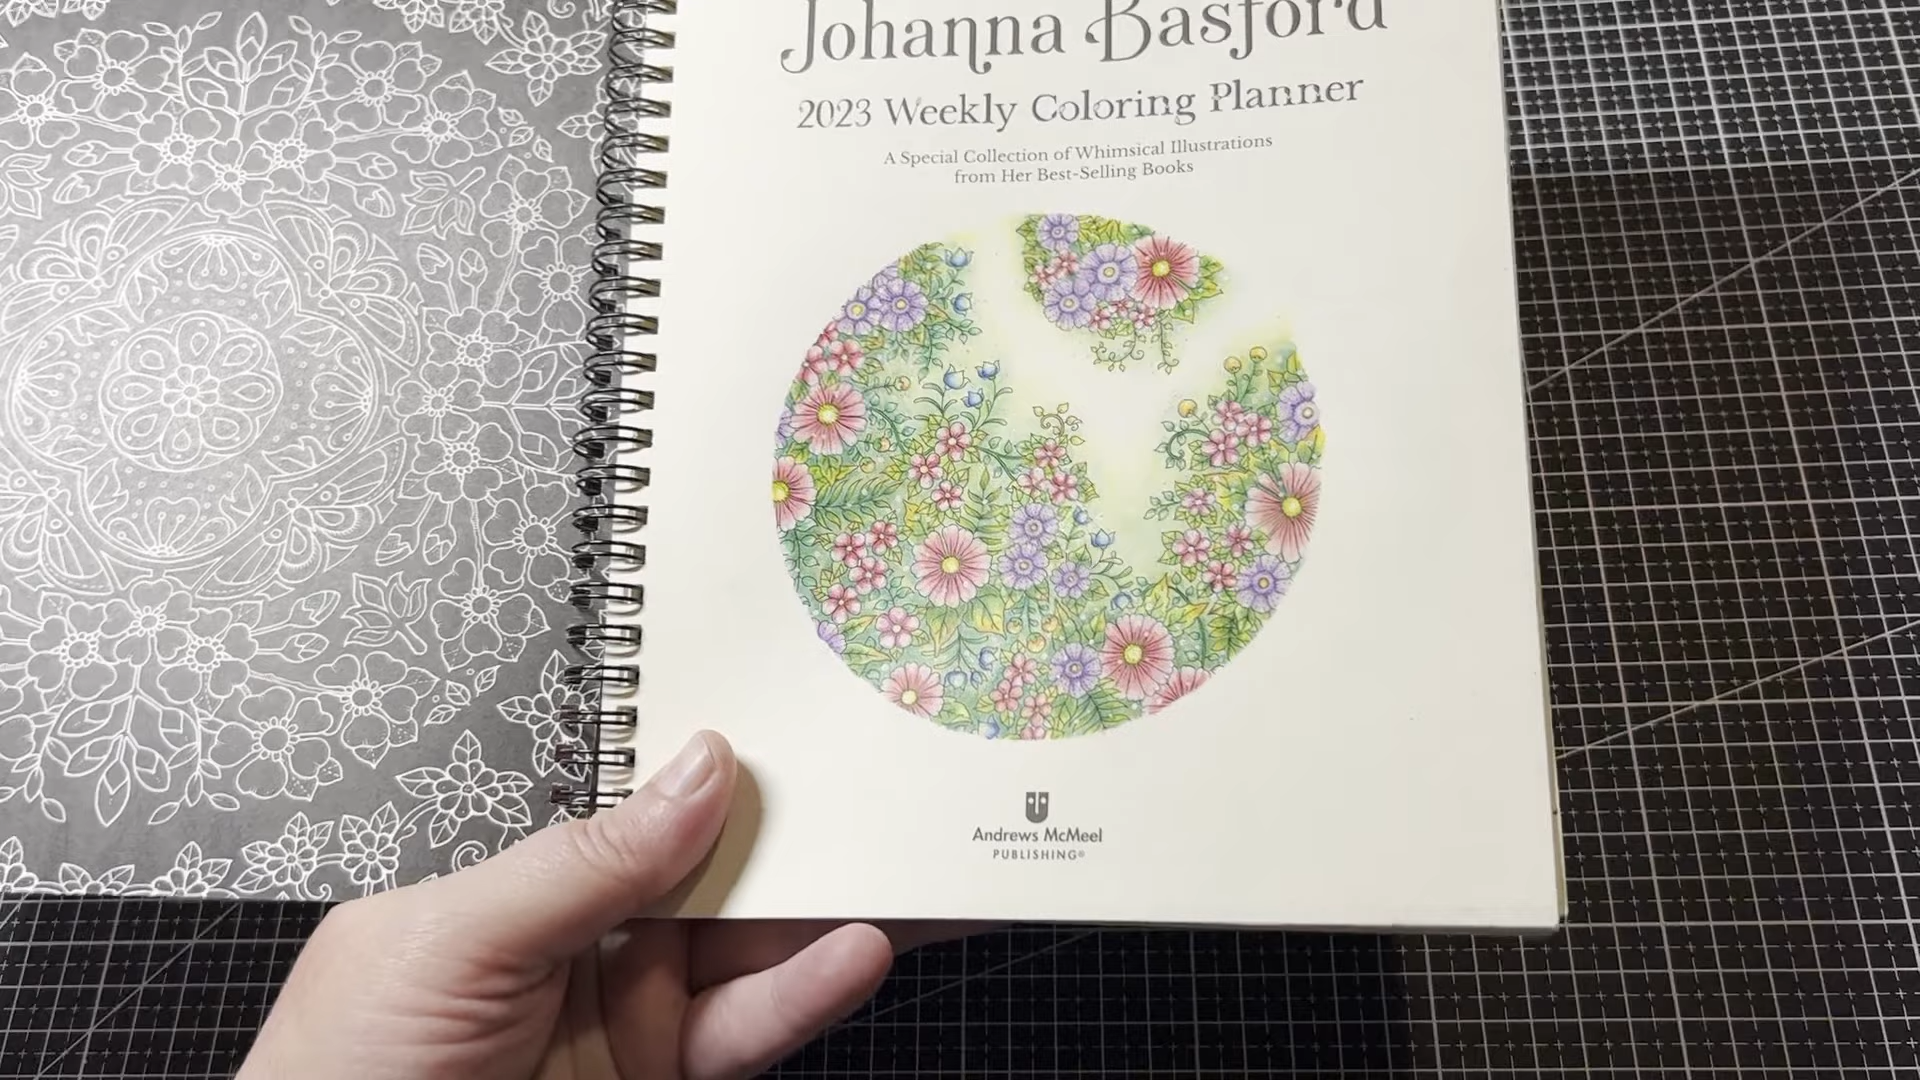 Johanna Basford
2023 Weekly Coloring Planner
A Special Collection of Whimsical Illustrations
from Her Best-Selling Books
Andrews McMeel
PUBLISHING®